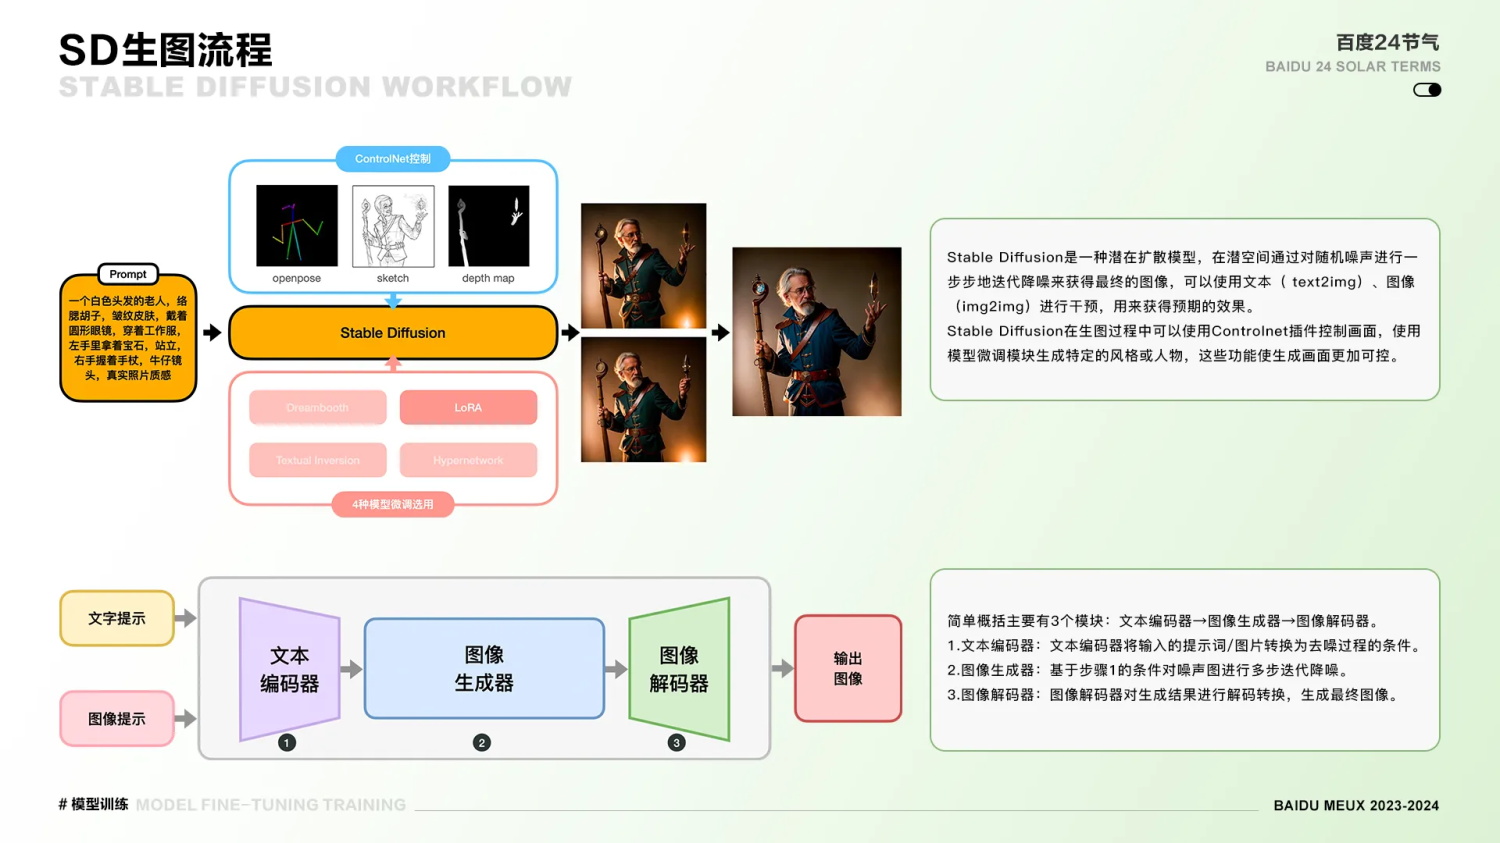 SD生图流程
STABLE DIFFUSION WORKFLOW
百度24节气
BAIDU 24 SOLAR TERMS
ControlNet控制
openpose
sketch
depth map
Prompt
一个白色头发的老人，络
腮胡子，皱纹皮肤，戴着
圆形眼镜，穿着工作服，
左手里拿着宝石，站立，
右手握着手杖，牛仔镜
头，真实照片质感
Stable Diffusion
Dreambooth
LoRA
Textual Inversion
Hypernetwork
4种模型微调选用
Stable Diffusion是一种潜在扩散模型，在潜空间通过对随机噪声进行一
步步地迭代降噪来获得最终的图像，可以使用文本（ text2img）、图像
（img2img）进行干预，用来获得预期的效果。
Stable Diffusion在生图过程中可以使用Controlnet插件控制画面，使用
模型微调模块生成特定的风格或人物，这些功能使生成画面更加可控。
文字提示
图像提示
文本
编码器
1
图像
生成器
2
图像
解码器
3
输出
图像
简单概括主要有3个模块：文本编码器→图像生成器→图像解码器。
1.文本编码器：文本编码器将输入的提示词/图片转换为去噪过程的条件。
2.图像生成器：基于步骤1的条件对噪声图进行多步迭代降噪。
3.图像解码器：图像解码器对生成结果进行解码转换，生成最终图像。
# 模型训练 MODEL FINE-TUNING TRAINING
BAIDU MEUX 2023-2024